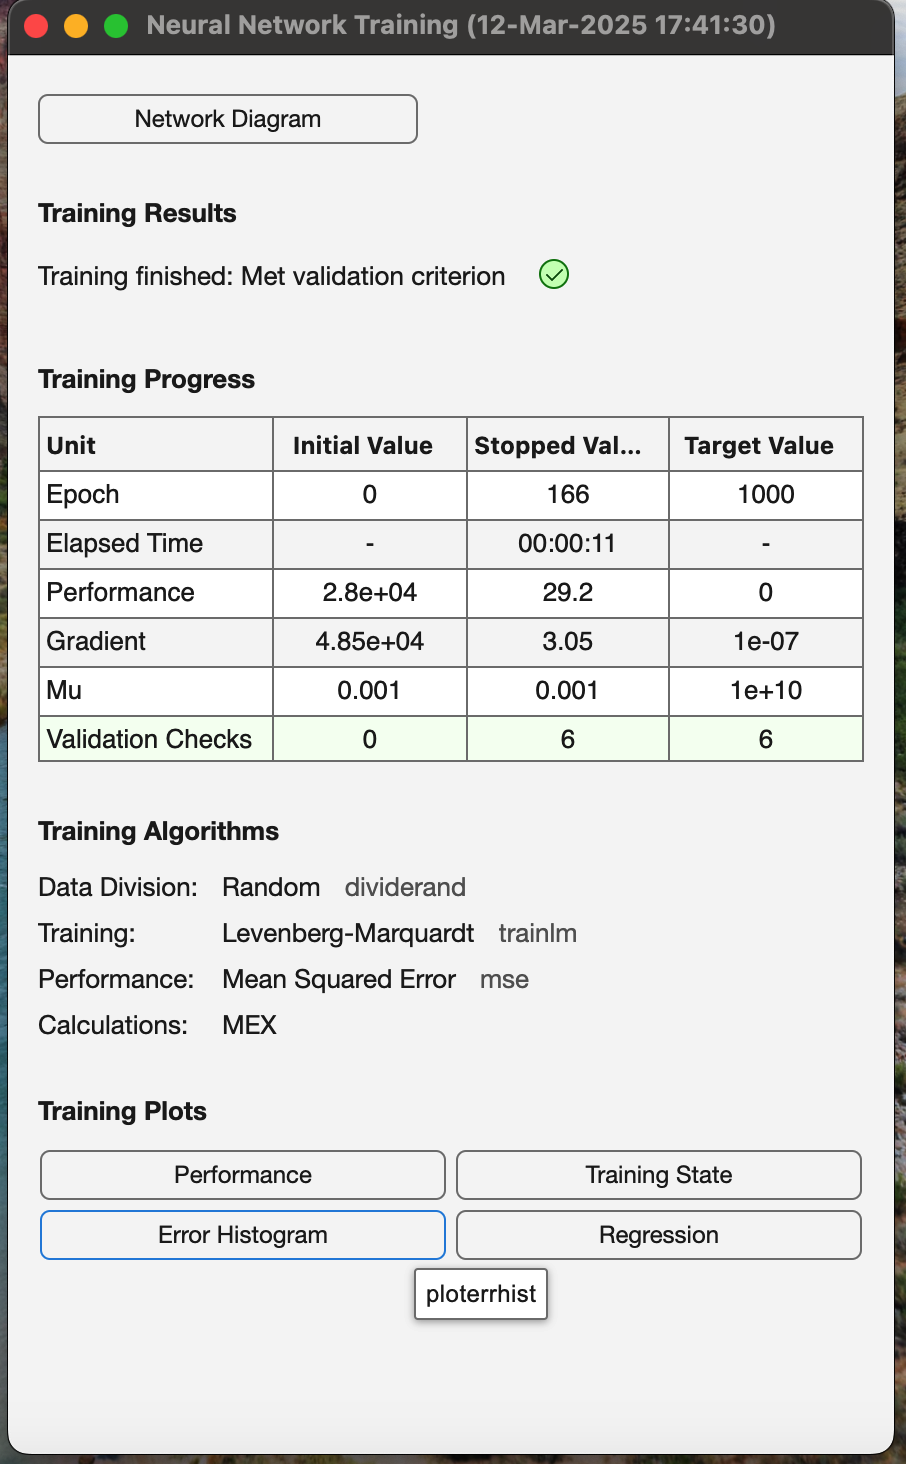 Neural Network Training (12-Mar-2025 17:41:30)
Network Diagram
Training Results
Training finished: Met validation criterion
Training Progress
Unit Initial Value Stopped Val... Target Value
Epoch 0 166 1000
Elapsed Time - 00:00:11 -
Performance 2.8e+04 29.2 0
Gradient 4.85e+04 3.05 1e-07
Mu 0.001 0.001 1e+10
Validation Checks 0 6 6
Training Algorithms
Data Division: Random dividerand
Training: Levenberg-Marquardt trainlm
Performance: Mean Squared Error mse
Calculations: MEX
Training Plots
Performance Training State
Error Histogram Regression
ploterrhist